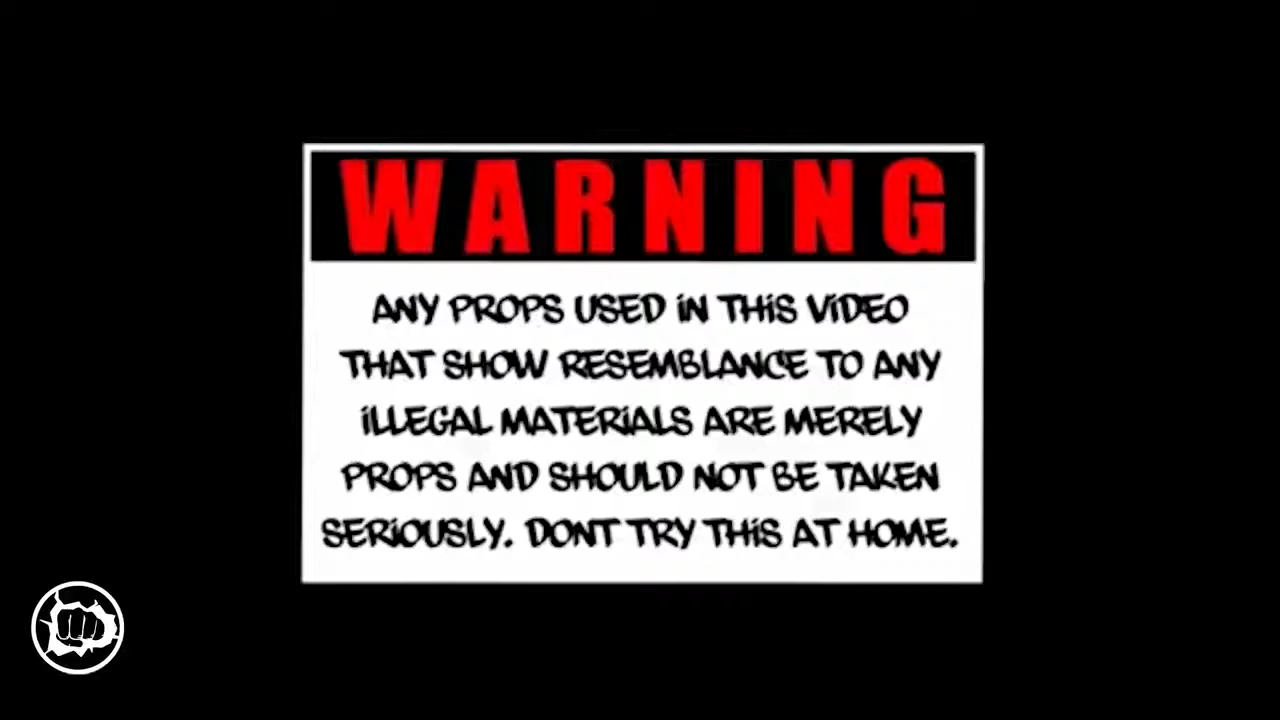 WARNING
ANY PROPS USED iN THiS ViDEO
THAT SHOW RESEMBLANCE TO ANY
iLLEGAL MATERiALS ARE MERELY
PROPS AND SHOULD NOT BE TAKEN
SERiOUSLY. DONT TRY THiS AT HOME.